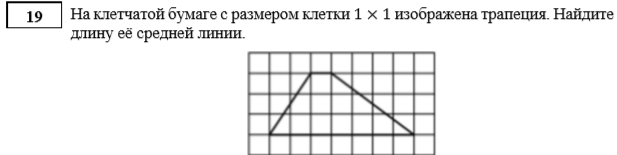 19
На клетчатой бумаге с размером клетки 1 × 1 изображена трапеция. Найдите
длину её средней линии.